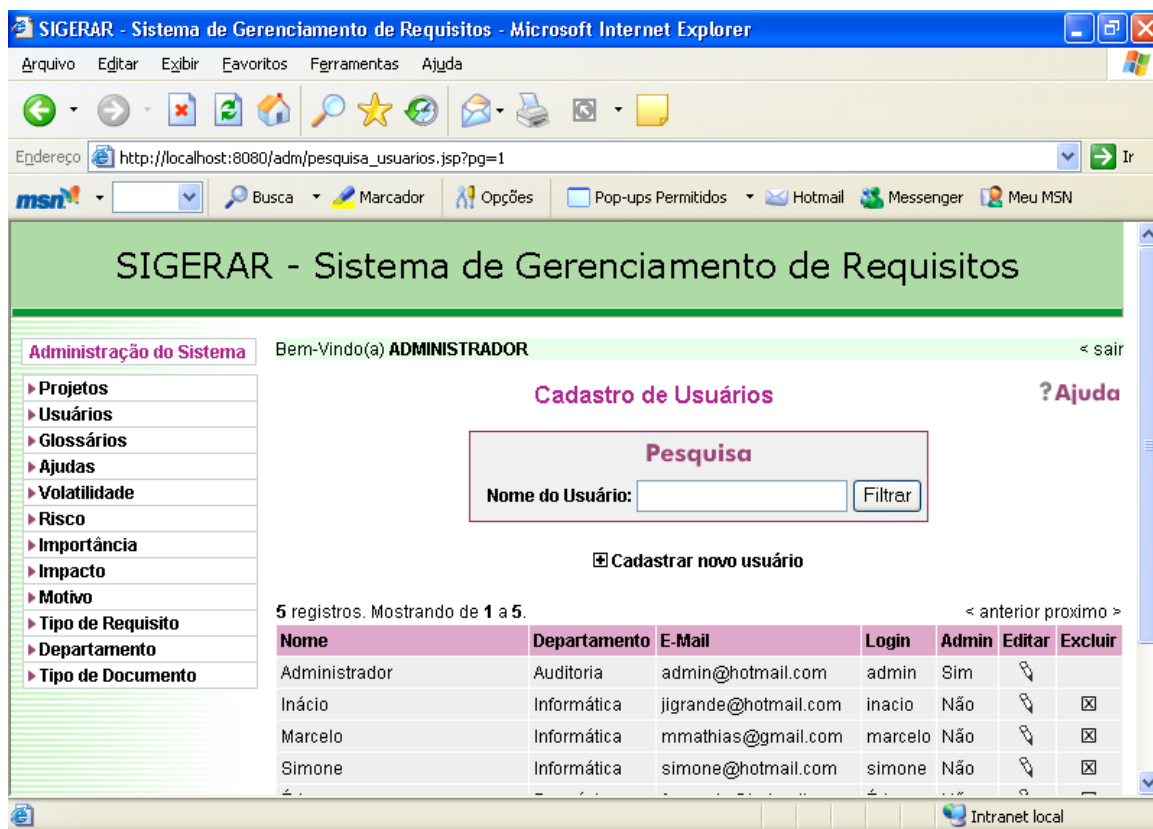 SIGERAR - Sistema de Gerenciamento de Requisitos - Microsoft Internet Explorer
Arquivo Editar Exibir Favoritos Ferramentas Ajuda
Endereço http://localhost:8080/adm/pesquisa_usuarios.jsp?pg=1 Ir
msn Busca Marcador Opções Pop-ups Permitidos Hotmail Messenger Meu MSN
SIGERAR - Sistema de Gerenciamento de Requisitos
Administração do Sistema
Projetos
Usuários
Glossários
Ajudas
Volatilidade
Risco
Importância
Impacto
Motivo
Tipo de Requisito
Departamento
Tipo de Documento
Bem-Vindo(a) ADMINISTRADOR < sair
Cadastro de Usuários ?Ajuda
Pesquisa
Nome do Usuário: Filtrar
Cadastrar novo usuário
5 registros. Mostrando de 1 a 5. < anterior proximo >
Nome Departamento E-Mail Login Admin Editar Excluir
Administrador Auditoria admin@hotmail.com admin Sim
Inácio Informática jigrande@hotmail.com inacio Não
Marcelo Informática mmathias@gmail.com marcelo Não
Simone Informática simone@hotmail.com simone Não
Intranet local